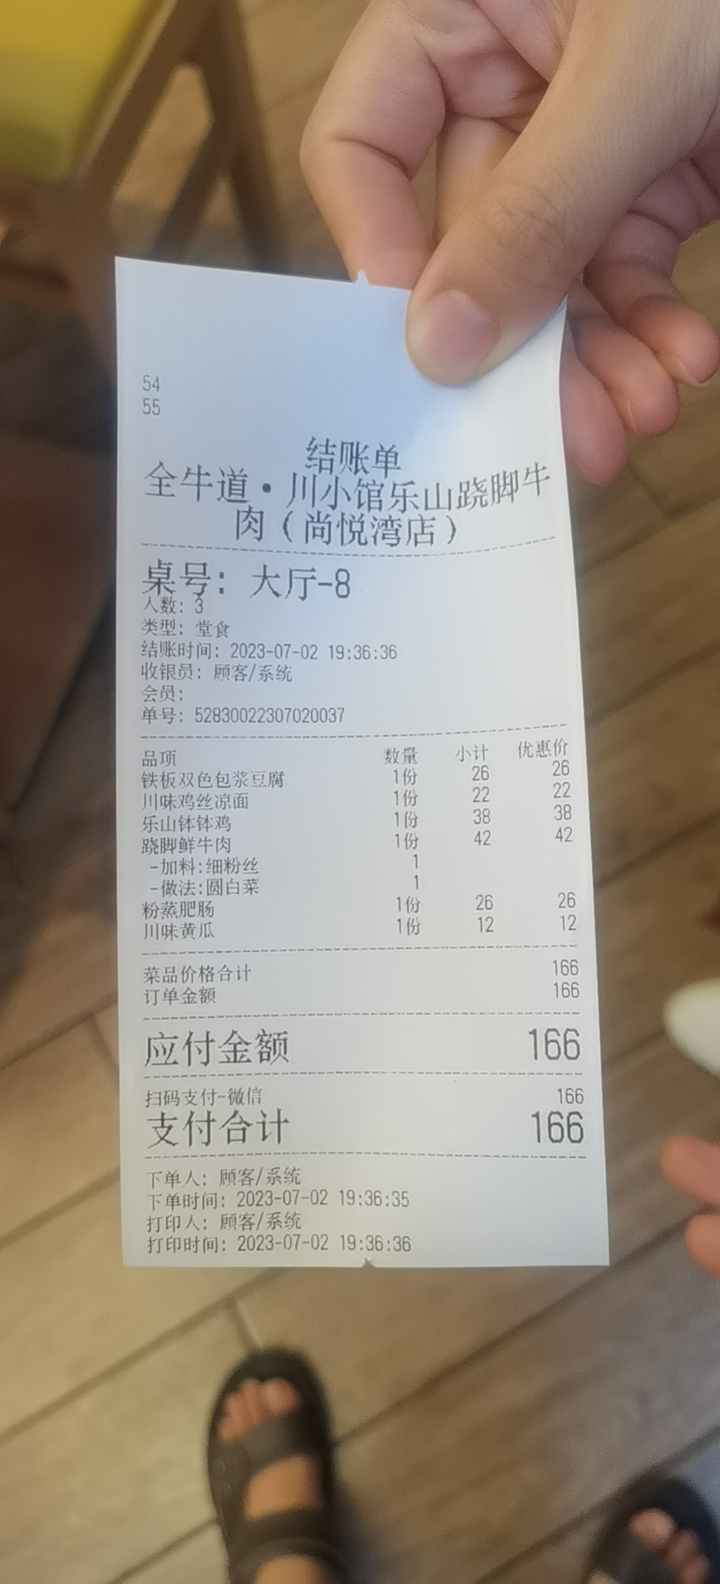 54
55
结账单
全牛道·川小馆乐山跷脚牛
肉(尚悦湾店)
桌号: 大厅-8
人数: 3
类型: 堂食
结账时间: 2023-07-02 19:36:36
收银员: 顾客/系统
会员:
单号: 52830022307020037
品项 数量 小计 优惠价
铁板双色包浆豆腐 1份 26 26
川味鸡丝凉面 1份 22 22
乐山钵钵鸡 1份 38 38
跷脚鲜牛肉 1份 42 42
-加料:细粉丝 1
-做法:圆白菜 1
粉蒸肥肠 1份 26 26
川味黄瓜 1份 12 12
菜品价格合计 166
订单金额 166
应付金额 166
扫码支付-微信 166
支付合计 166
下单人: 顾客/系统
下单时间: 2023-07-02 19:36:35
打印人: 顾客/系统
打印时间: 2023-07-02 19:36:36